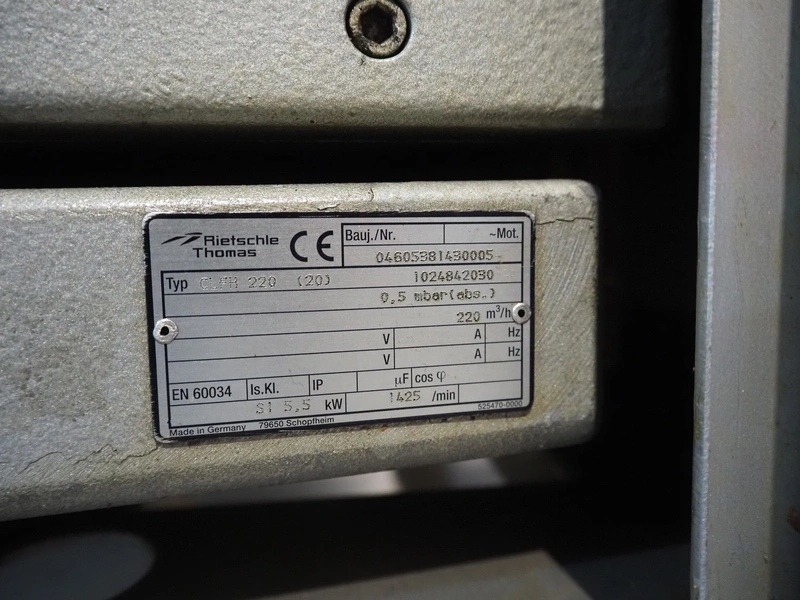 Rietschle
Thomas
CE
Bauj./Nr. ~Mot.
04605381430005
Typ CLFH 220 (20) 1024842030
0,5 mbar(abs.)
220 m³/h
V A Hz
V A Hz
EN 60034 Is.Kl. IP µF cos φ
S1 5,5 kW 1425 /min
525470-0000
Made in Germany 79650 Schopfheim